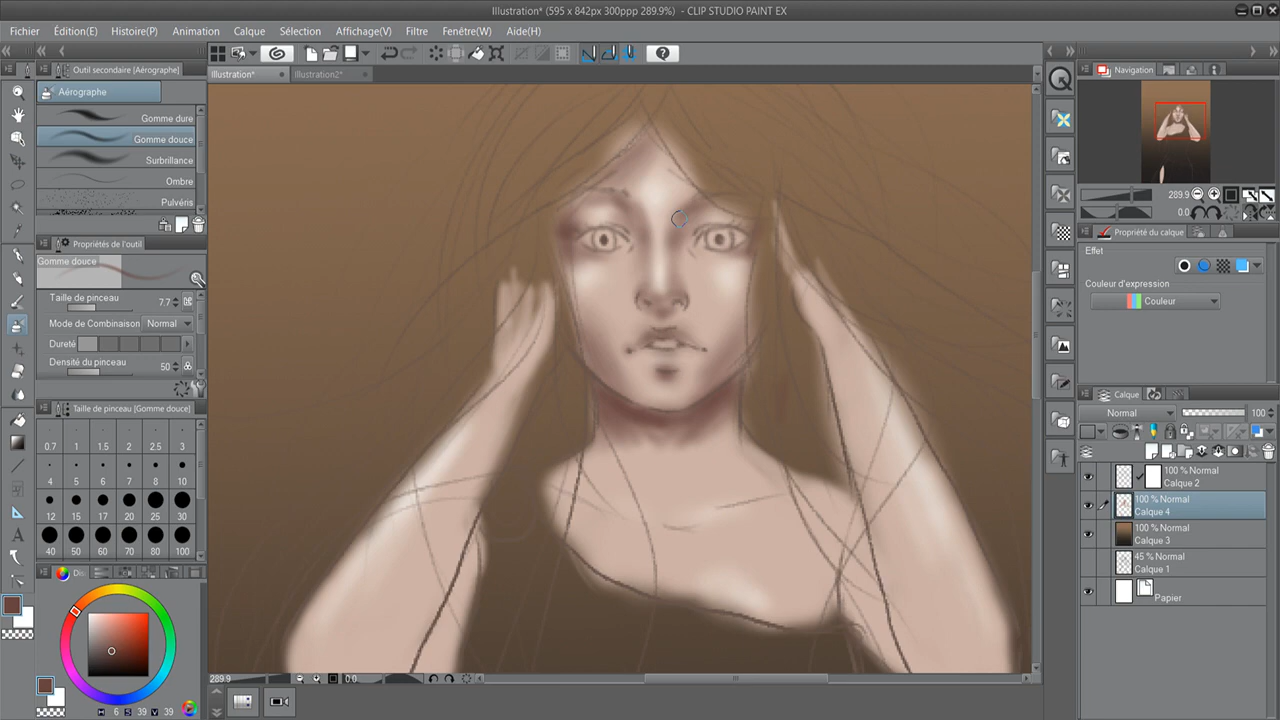 Illustration* (595 x 842px 300ppp 289.9%) - CLIP STUDIO PAINT EX
Fichier Édition(E) Histoire(P) Animation Calque Sélection Affichage(V) Filtre Fenêtre(W) Aide(H)
Outil secondaire [Aérographe]
Aérographe
Gomme dure
Gomme douce
Surbrillance
Ombre
Pulvéris
Propriétés de l'outil
Gomme douce
Taille de pinceau 7.7
Mode de Combinaison Normal
Dureté
Densité du pinceau 50
Taille de pinceau [Gomme douce]
0.7 1 1.5 2 2.5 3
4 5 6 7 8 10
12 15 17 20 25 30
40 50 60 70 80 100
H 6 S 39 V 39
Illustration* Illustration2*
289.9 0.0
Navigation
289.9
0.0
Propriété du calque
Effet
Couleur d'expression
Couleur
Calque
Normal 100
100 % Normal
Calque 2
100 % Normal
Calque 4
100 % Normal
Calque 3
45 % Normal
Calque 1
Papier